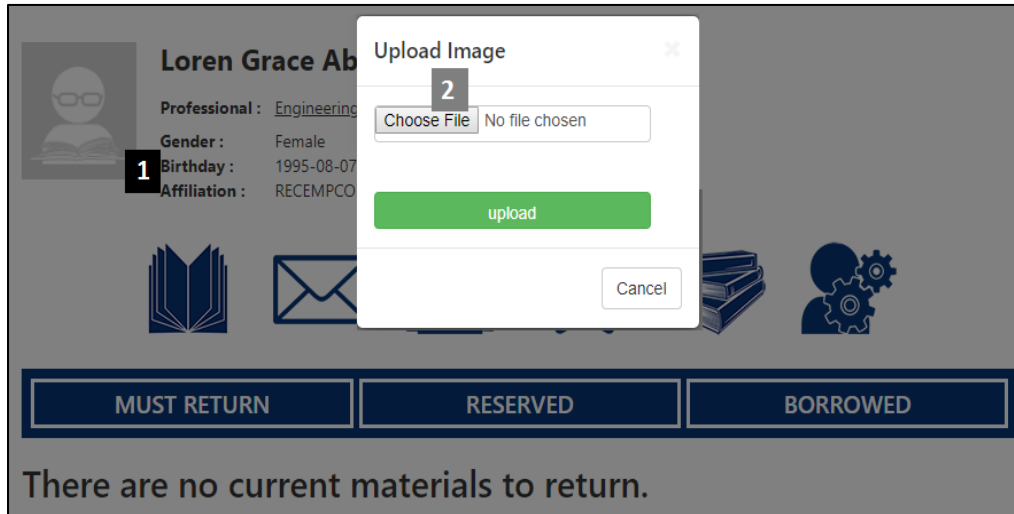 Loren Grace Ab
Professional : Engineering
Gender : Female
Birthday : 1995-08-07
Affiliation : RECEMPCO
1
Upload Image
2
Choose File No file chosen
upload
Cancel
MUST RETURN
RESERVED
BORROWED
There are no current materials to return.